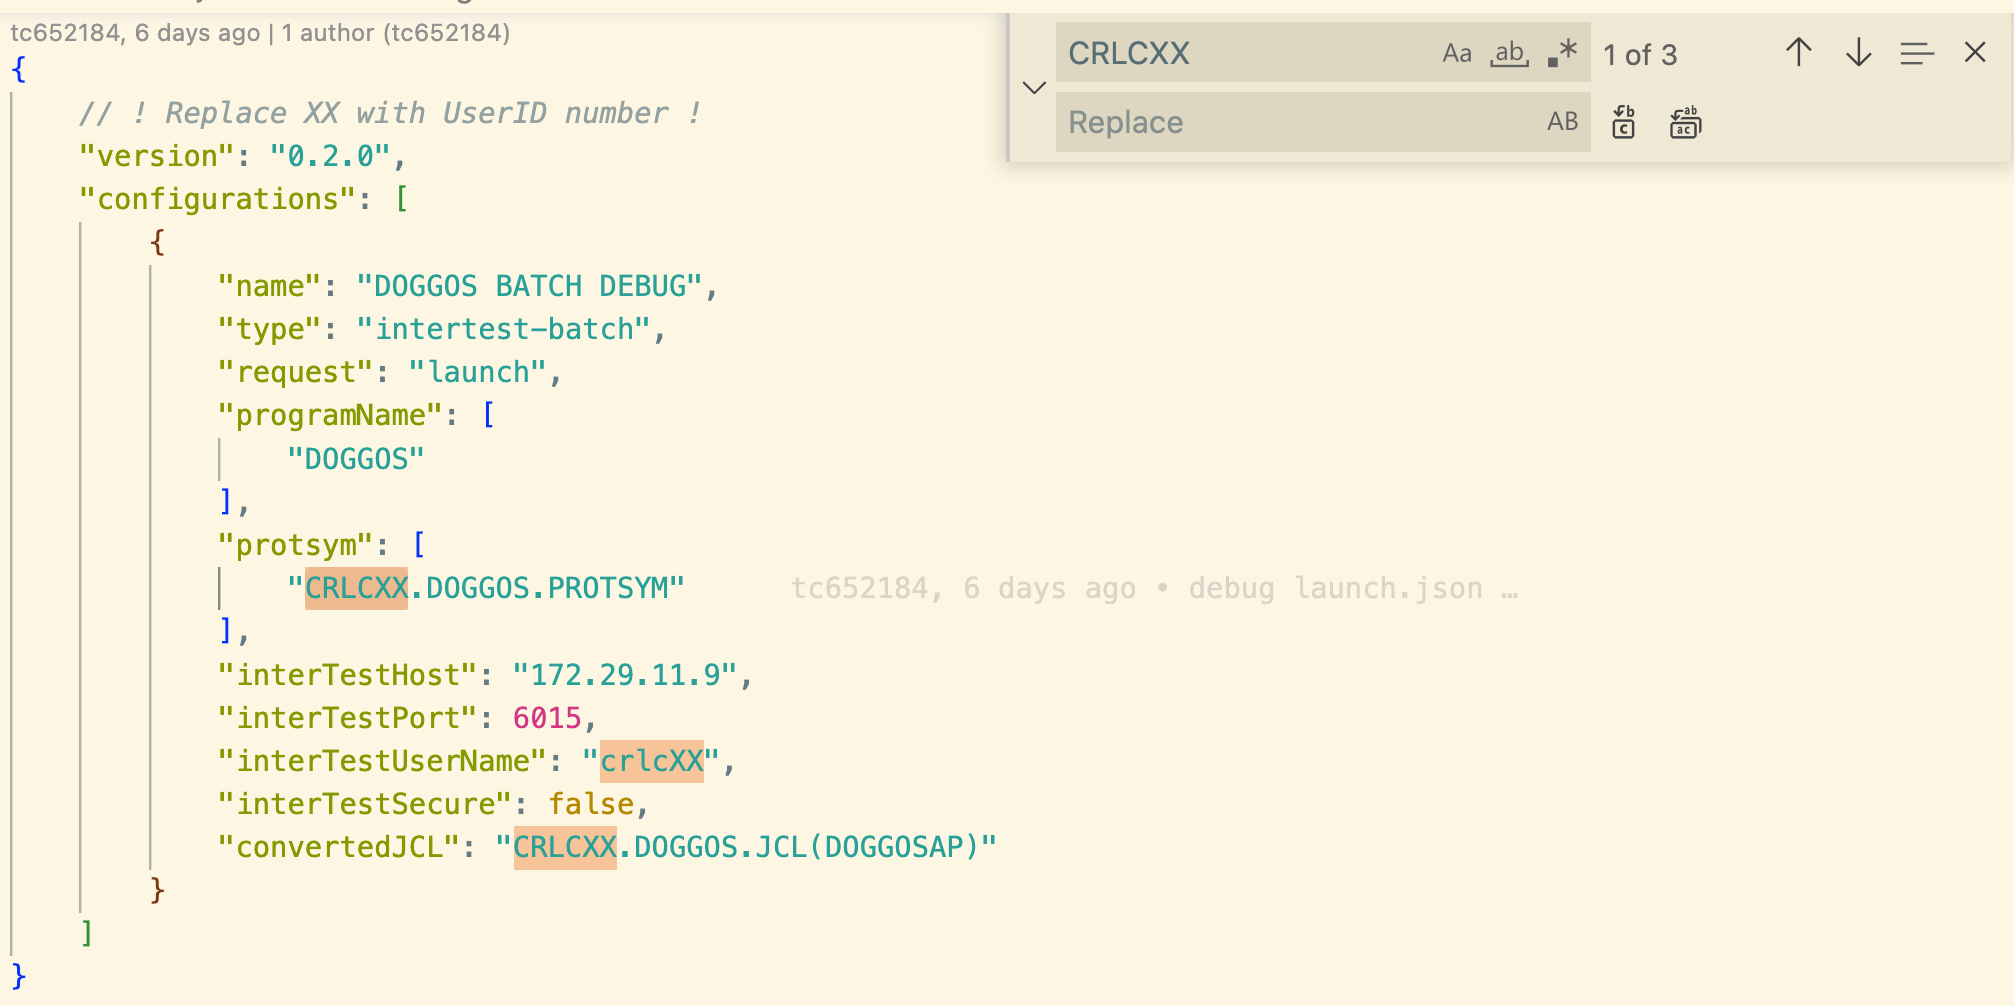 tc652184, 6 days ago | 1 author (tc652184)
{
// ! Replace XX with UserID number !
"version": "0.2.0",
"configurations": [
{
"name": "DOGGOS BATCH DEBUG",
"type": "intertest-batch",
"request": "launch",
"programName": [
"DOGGOS"
],
"protsym": [
"CRLCXX.DOGGOS.PROTSYM" tc652184, 6 days ago • debug launch.json …
],
"interTestHost": "172.29.11.9",
"interTestPort": 6015,
"interTestUserName": "crlcXX",
"interTestSecure": false,
"convertedJCL": "CRLCXX.DOGGOS.JCL(DOGGOSAP)"
}
]
}
CRLCXX Aa ab .* 1 of 3
Replace AB